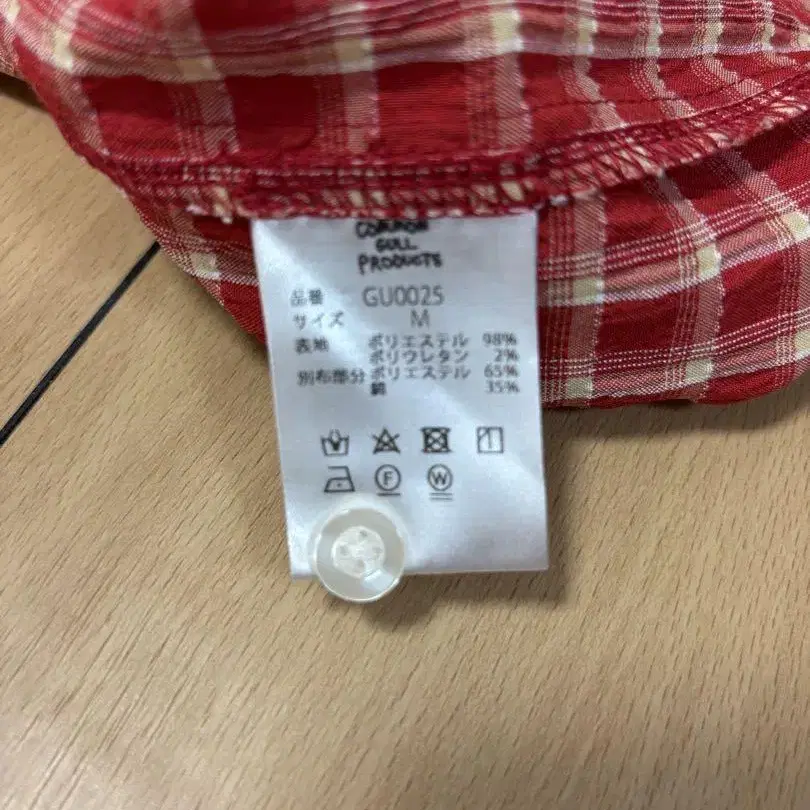 COMMON
GULL
PRODUCTS
品番 GU0025
サイズ M
表地 ポリエステル 98%
ポリウレタン 2%
別布部分 ポリエステル 65%
綿 35%
F W